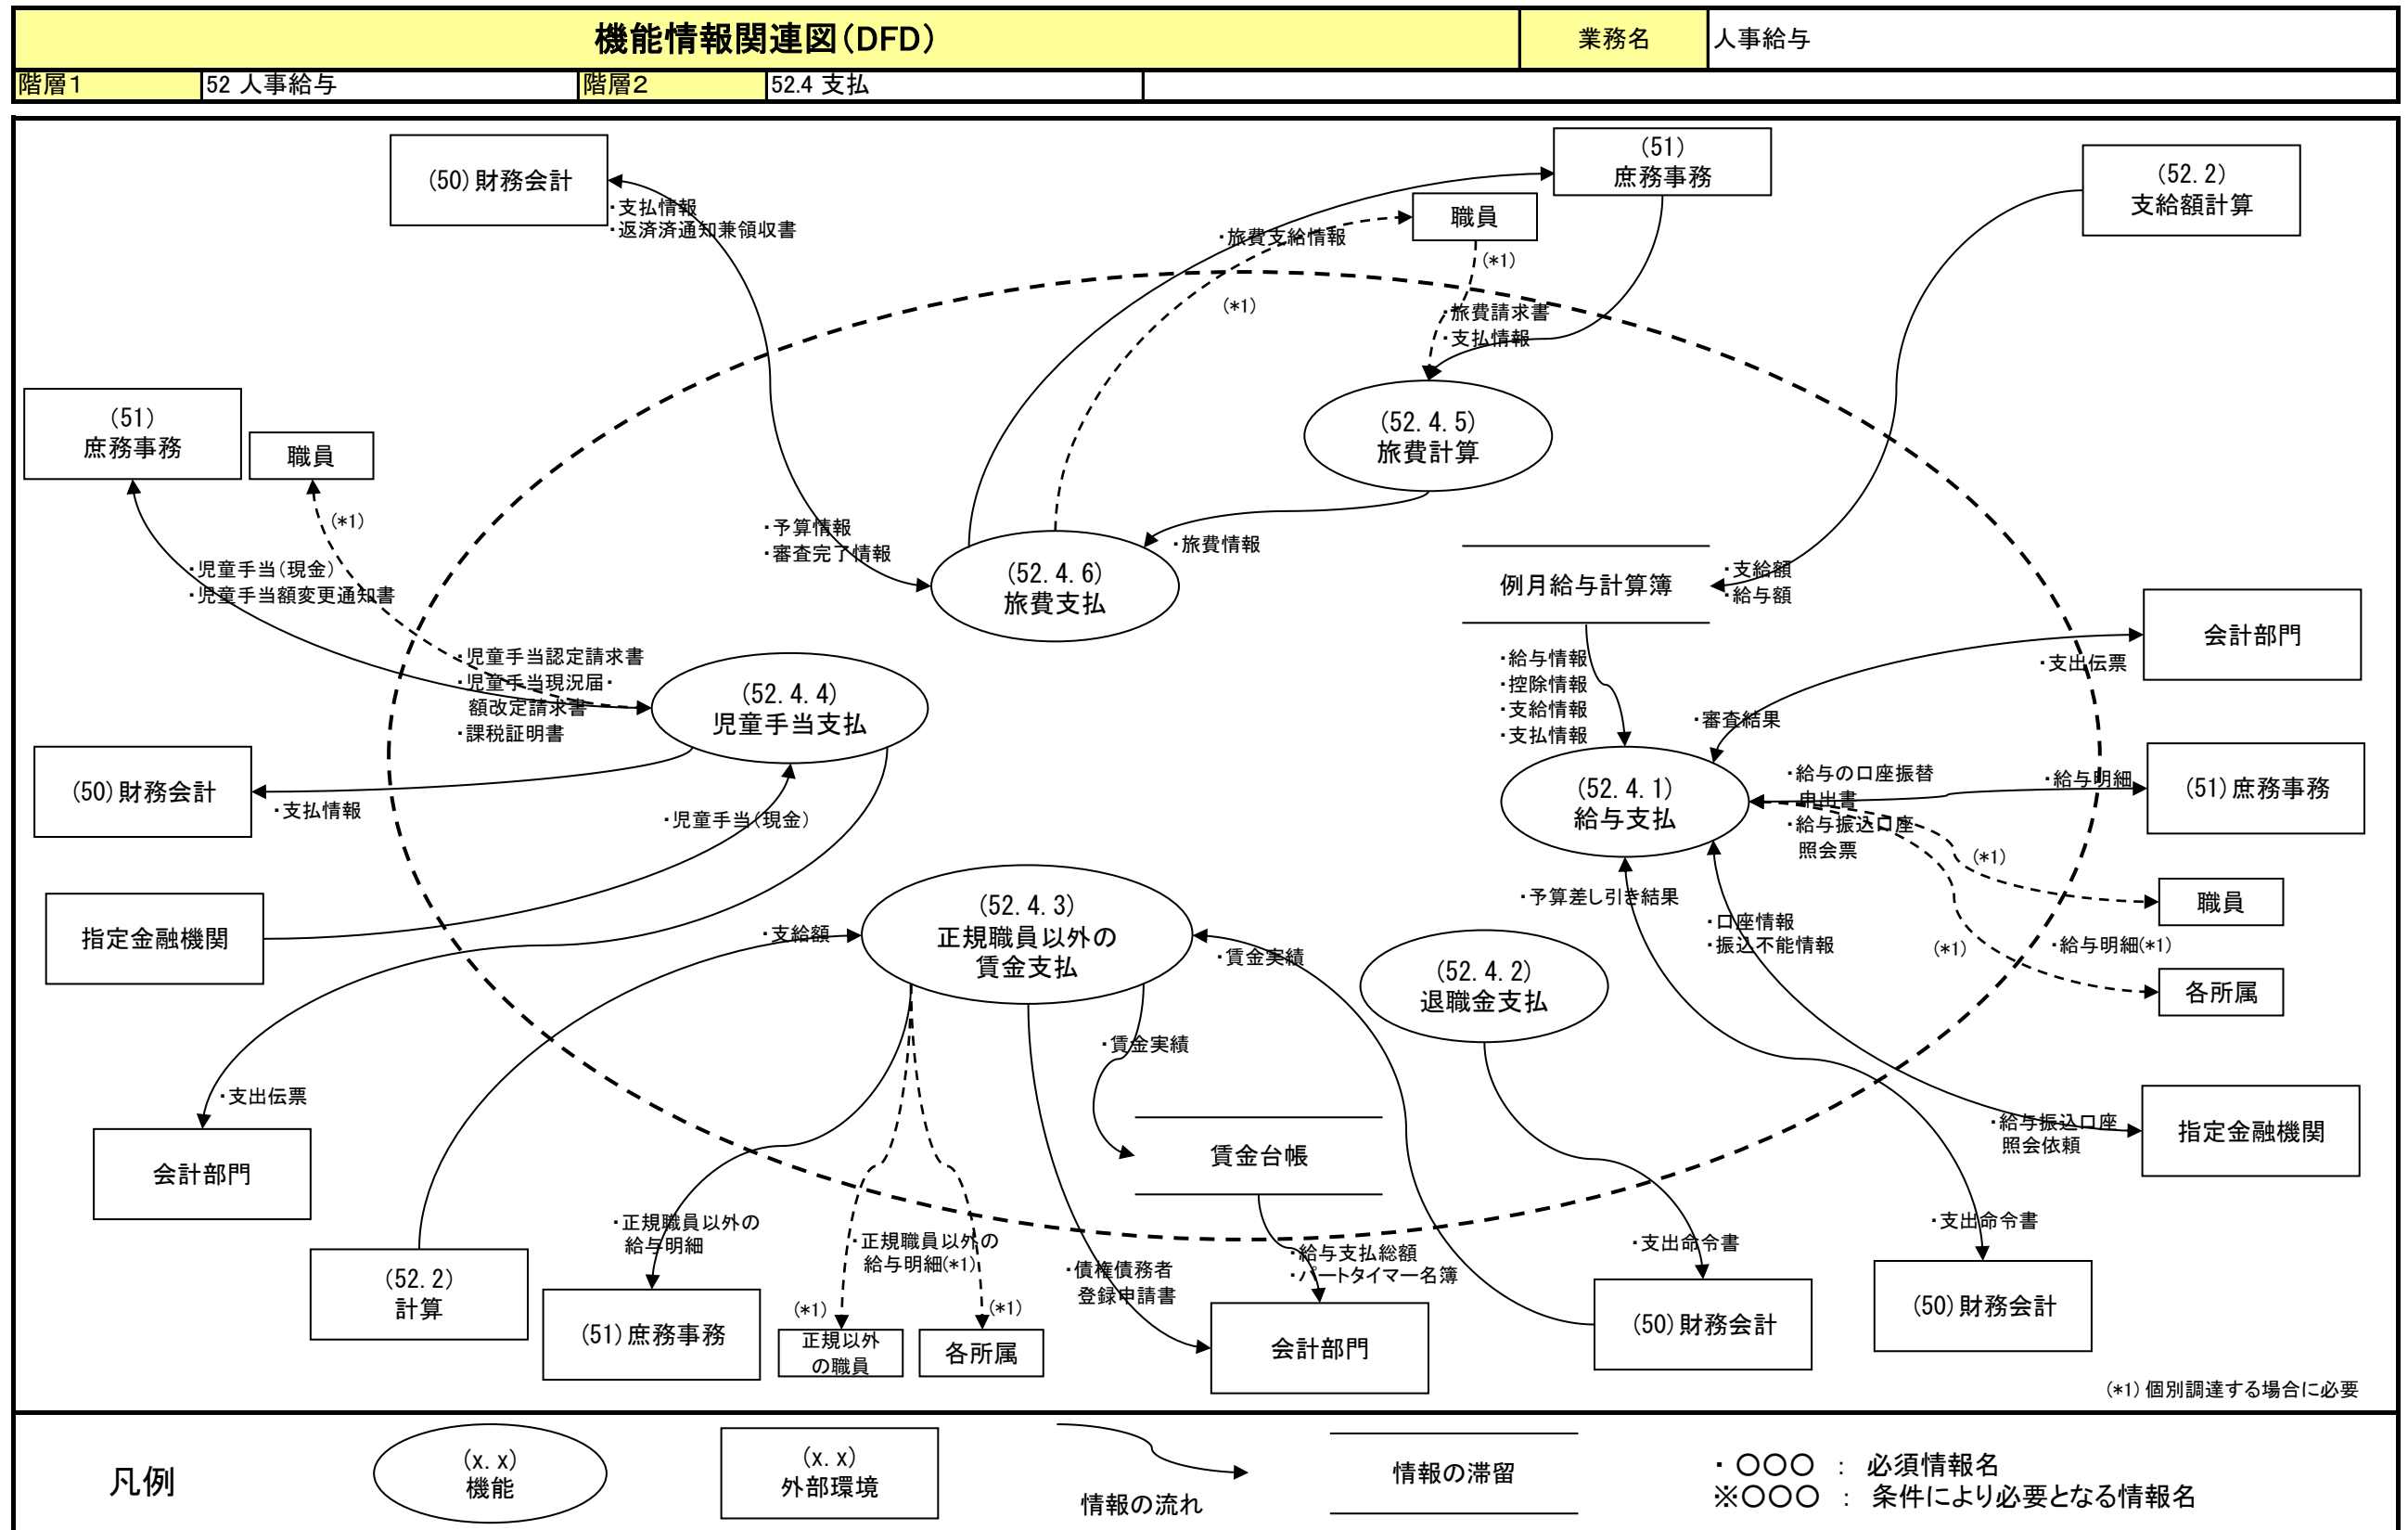 機能情報関連図(DFD)
業務名
人事給与
階層1
52 人事給与
階層2
52.4 支払
(50)財務会計
・支払情報
・返済済通知兼領収書
(51)
庶務事務
職員
・旅費支給情報
(*1)
(*1)
・旅費請求書
・支払情報
(52.2)
支給額計算
(51)
庶務事務
職員
(*1)
(52.4.5)
旅費計算
・児童手当(現金)
・児童手当額変更通知書
・予算情報
・審査完了情報
・旅費情報
(52.4.6)
旅費支払
例月給与計算簿
・支給額
・給与額
会計部門
・支出伝票
・児童手当認定請求書
・児童手当現況届・
額改定請求書
・課税証明書
(52.4.4)
児童手当支払
・給与情報
・控除情報
・支給情報
・支払情報
・審査結果
(50)財務会計
・支払情報
・児童手当(現金)
(52.4.1)
給与支払
・給与の口座振替
申出書
・給与振込口座
照会票
・給与明細
(51)庶務事務
(*1)
職員
指定金融機関
・支給額
(52.4.3)
正規職員以外の
賃金支払
・賃金実績
・予算差し引き結果
・口座情報
・振込不能情報
(*1)
・給与明細(*1)
各所属
(52.4.2)
退職金支払
・賃金実績
・支出伝票
会計部門
賃金台帳
・給与振込口座
照会依頼
指定金融機関
・正規職員以外の
給与明細
・正規職員以外の
給与明細(*1)
・債権債務者
登録申請書
・給与支払総額
・パートタイマー名簿
・支出命令書
・支出命令書
(52.2)
計算
(51)庶務事務
(*1)
正規以外
の職員
(*1)
各所属
会計部門
(50)財務会計
(50)財務会計
(*1)個別調達する場合に必要
凡例
(x.x)
機能
(x.x)
外部環境
情報の流れ
情報の滞留
・ 〇〇〇 : 必須情報名
※〇〇〇 : 条件により必要となる情報名